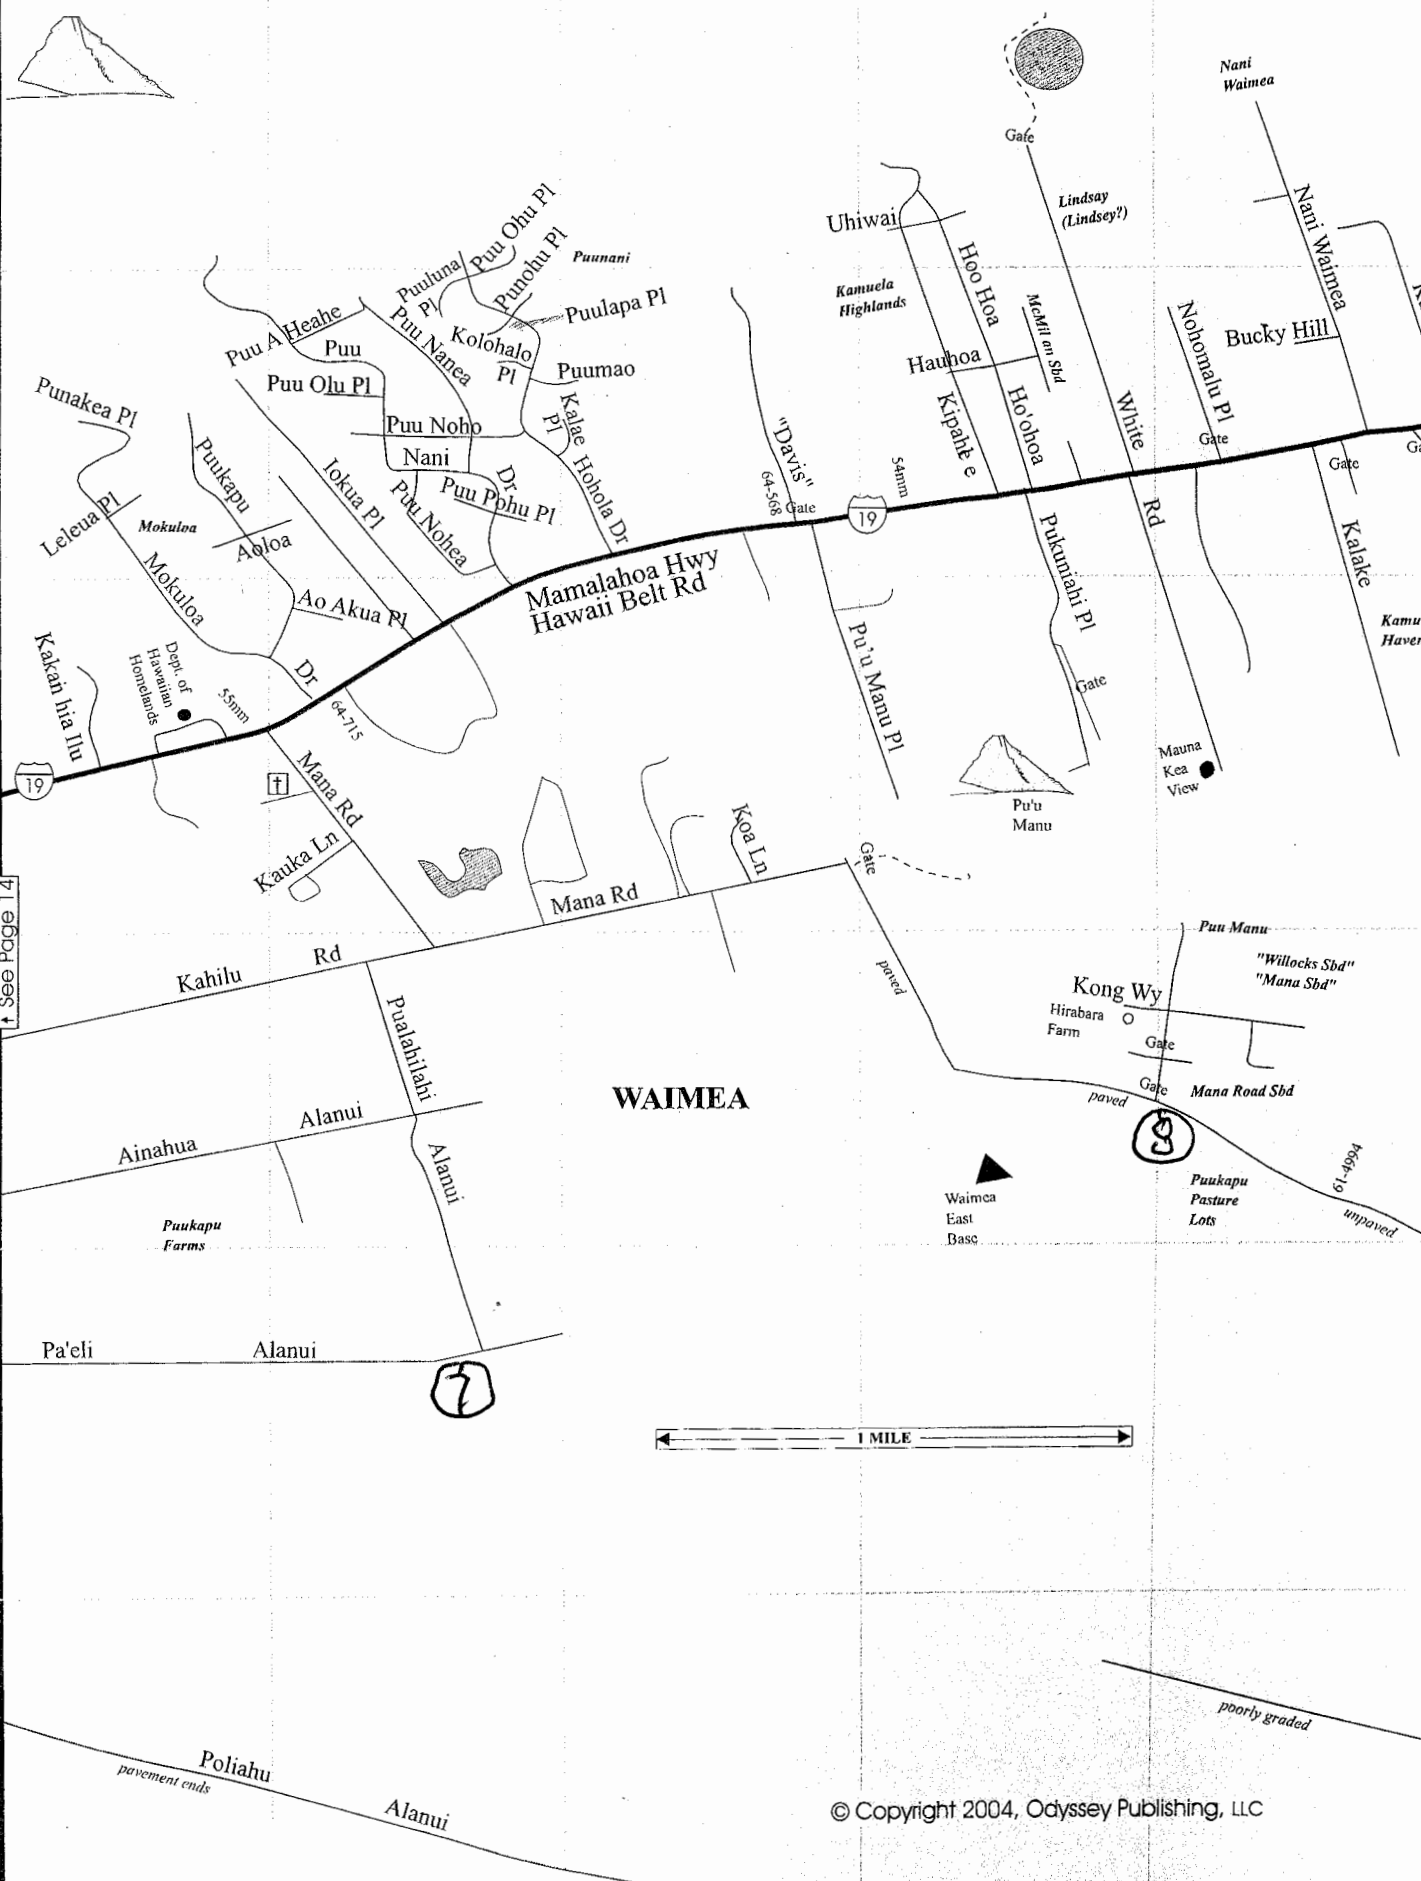 Nani
Waimea
Gate
Lindsay
(Lindsey?)
Nani Waimea
Uhiwai
Hoo Hoa
Kamuela
Highlands
McMil an Sbd
Hauhoa
Ho'ohoa
Kipahe e
White
Rd
Nohomalu Pl
Gate
Bucky Hill
Puu Ohu Pl
Punohu Pl
Puunani
Puuluna
Pl
Puulapa Pl
Kolohalo
Pl
Puumao
Kalae
Pl
Hohola Dr
Puu A Heahe
Puu
Puu Nanea
Puu Olu Pl
Puu Noho
Nani
Dr
Puu Pohu Pl
Puu Nohea
Punakea Pl
Puukapu
Iokua Pl
Leleua Pl
Mokuloa
Mokuloa
Dr
Aoloa
Ao Akua Pl
"Davis"
64-568
Gate
54mm
19
Mamalahoa Hwy
Hawaii Belt Rd
Gate
Kalake
Kamu
Haven
Pukuniahi Pl
Gate
Pu'u Manu Pl
Kakan hia Ilu
Dept. of
Hawaiian
Homelands
55mm
64-715
19
Mana Rd
Kauka Ln
Pu'u
Manu
Mauna
Kea
View
Koa Ln
Gate
Mana Rd
Kahilu Rd
See Page 14
paved
Puu Manu
"Willocks Sbd"
"Mana Sbd"
Kong Wy
Hirabara
Farm
Gate
Gate
Mana Road Sbd
paved
8
Pualahilahi
Alanui
WAIMEA
Ainahua Alanui
Puukapu
Farms
Waimea
East
Base
Puukapu
Pasture
Lots
61-4994
unpaved
Pa'eli Alanui
7
1 MILE
poorly graded
Poliahu
Alanui
pavement ends
© Copyright 2004, Odyssey Publishing, LLC